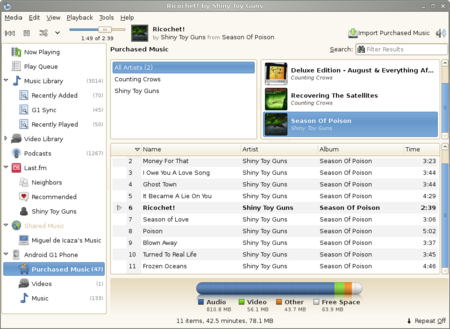 Ricochet! by Shiny Toy Guns
Media Edit View Playback Tools Help
1:49 of 2:39
Ricochet!
by Shiny Toy Guns from Season Of Poison
Import Purchased Music
Purchased Music
Search: Filter Results
Now Playing
Play Queue
Music Library (3014)
Recently Added (70)
G1 Sync (45)
Recently Played (50)
Video Library
Podcasts (1267)
Last.fm
Neighbors
Recommended
Shiny Toy Guns
Shared Music
Miguel de Icaza's Music
Android G1 Phone
Purchased Music (47)
Videos (1)
Music (133)
All Artists (2)
Counting Crows
Shiny Toy Guns
Deluxe Edition - August & Everything Af...
Counting Crows
Recovering The Satellites
Counting Crows
Season Of Poison
Shiny Toy Guns
Name Artist Album Time
2 Money For That Shiny Toy Guns Season Of Poison 3:23
3 I Owe You A Love Song Shiny Toy Guns Season Of Poison 3:44
4 Ghost Town Shiny Toy Guns Season Of Poison 3:44
5 It Became A Lie On You Shiny Toy Guns Season Of Poison 4:29
6 Ricochet! Shiny Toy Guns Season Of Poison 2:39
7 Season of Love Shiny Toy Guns Season Of Poison 3:06
8 Poison Shiny Toy Guns Season Of Poison 5:02
9 Blown Away Shiny Toy Guns Season Of Poison 3:37
10 Turned To Real Life Shiny Toy Guns Season Of Poison 3:45
11 Frozen Oceans Shiny Toy Guns Season Of Poison 4:46
Audio Video Other Free Space
810.8 MB 56.1 MB 43.7 MB 63.9 MB
11 items, 42.5 minutes, 78.1 MB
Repeat Off